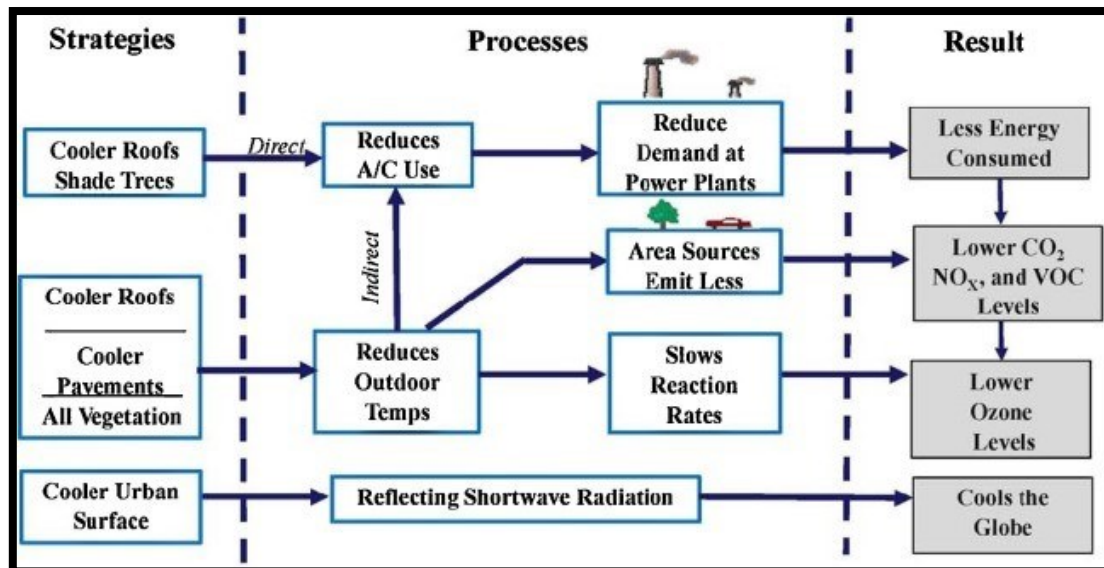 Strategies
Processes
Result
Cooler Roofs
Shade Trees
Direct
Reduces
A/C Use
Reduce
Demand at
Power Plants
Less Energy
Consumed
Indirect
Area Sources
Emit Less
Lower CO₂
NOₓ, and VOC
Levels
Cooler Roofs
Cooler
Pavements
All Vegetation
Reduces
Outdoor
Temps
Slows
Reaction
Rates
Lower
Ozone
Levels
Cooler Urban
Surface
Reflecting Shortwave Radiation
Cools the
Globe